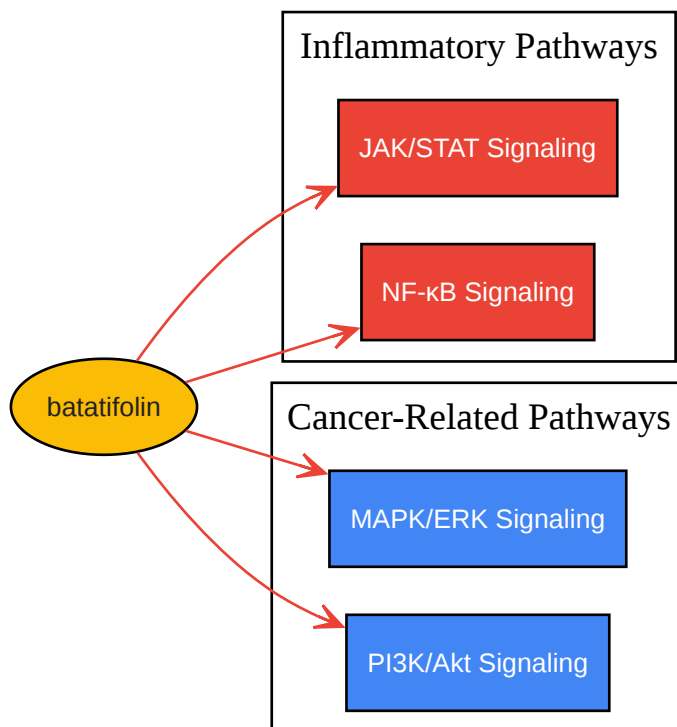 Inflammatory Pathways
JAK/STAT Signaling
NF-κB Signaling
batatifolin
Cancer-Related Pathways
MAPK/ERK Signaling
PI3K/Akt Signaling